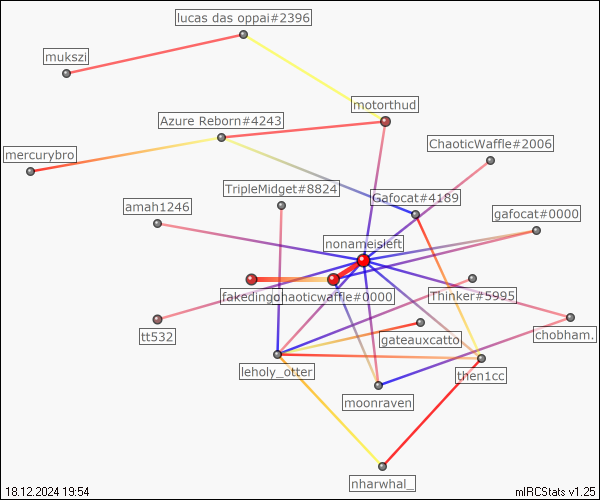 lucas das oppai#2396
mukszi
motorthud
Azure Reborn#4243
ChaoticWaffle#2006
mercurybro
TripleMidget#8824
Gafocat#4189
amah1246
gafocat#0000
nonameisleft
fakedingo
chaoticwaffle#0000
Thinker#5995
tt532
gateauxcatto
chobham.
leholy_otter
then1cc
moonraven
nharwhal_
18.12.2024 19:54
mIRCStats v1.25